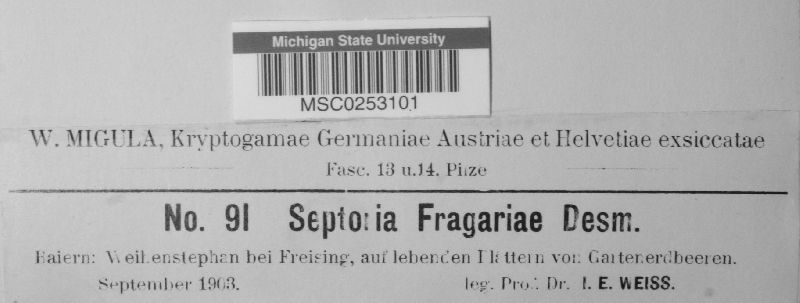 Michigan State University
MSC0253101
W. MIGULA, Kryptogamae Germaniae Austriae et Helvetiae exsiccatae
Fasc. 13 u.14. Pilze
No. 91 Septoria Fragariae Desm.
Baiern: Weihenstephan bei Freising, auf lebenden Blättern von Gartenerdbeeren.
September 1903. leg. Prof. Dr. I. E. WEISS.